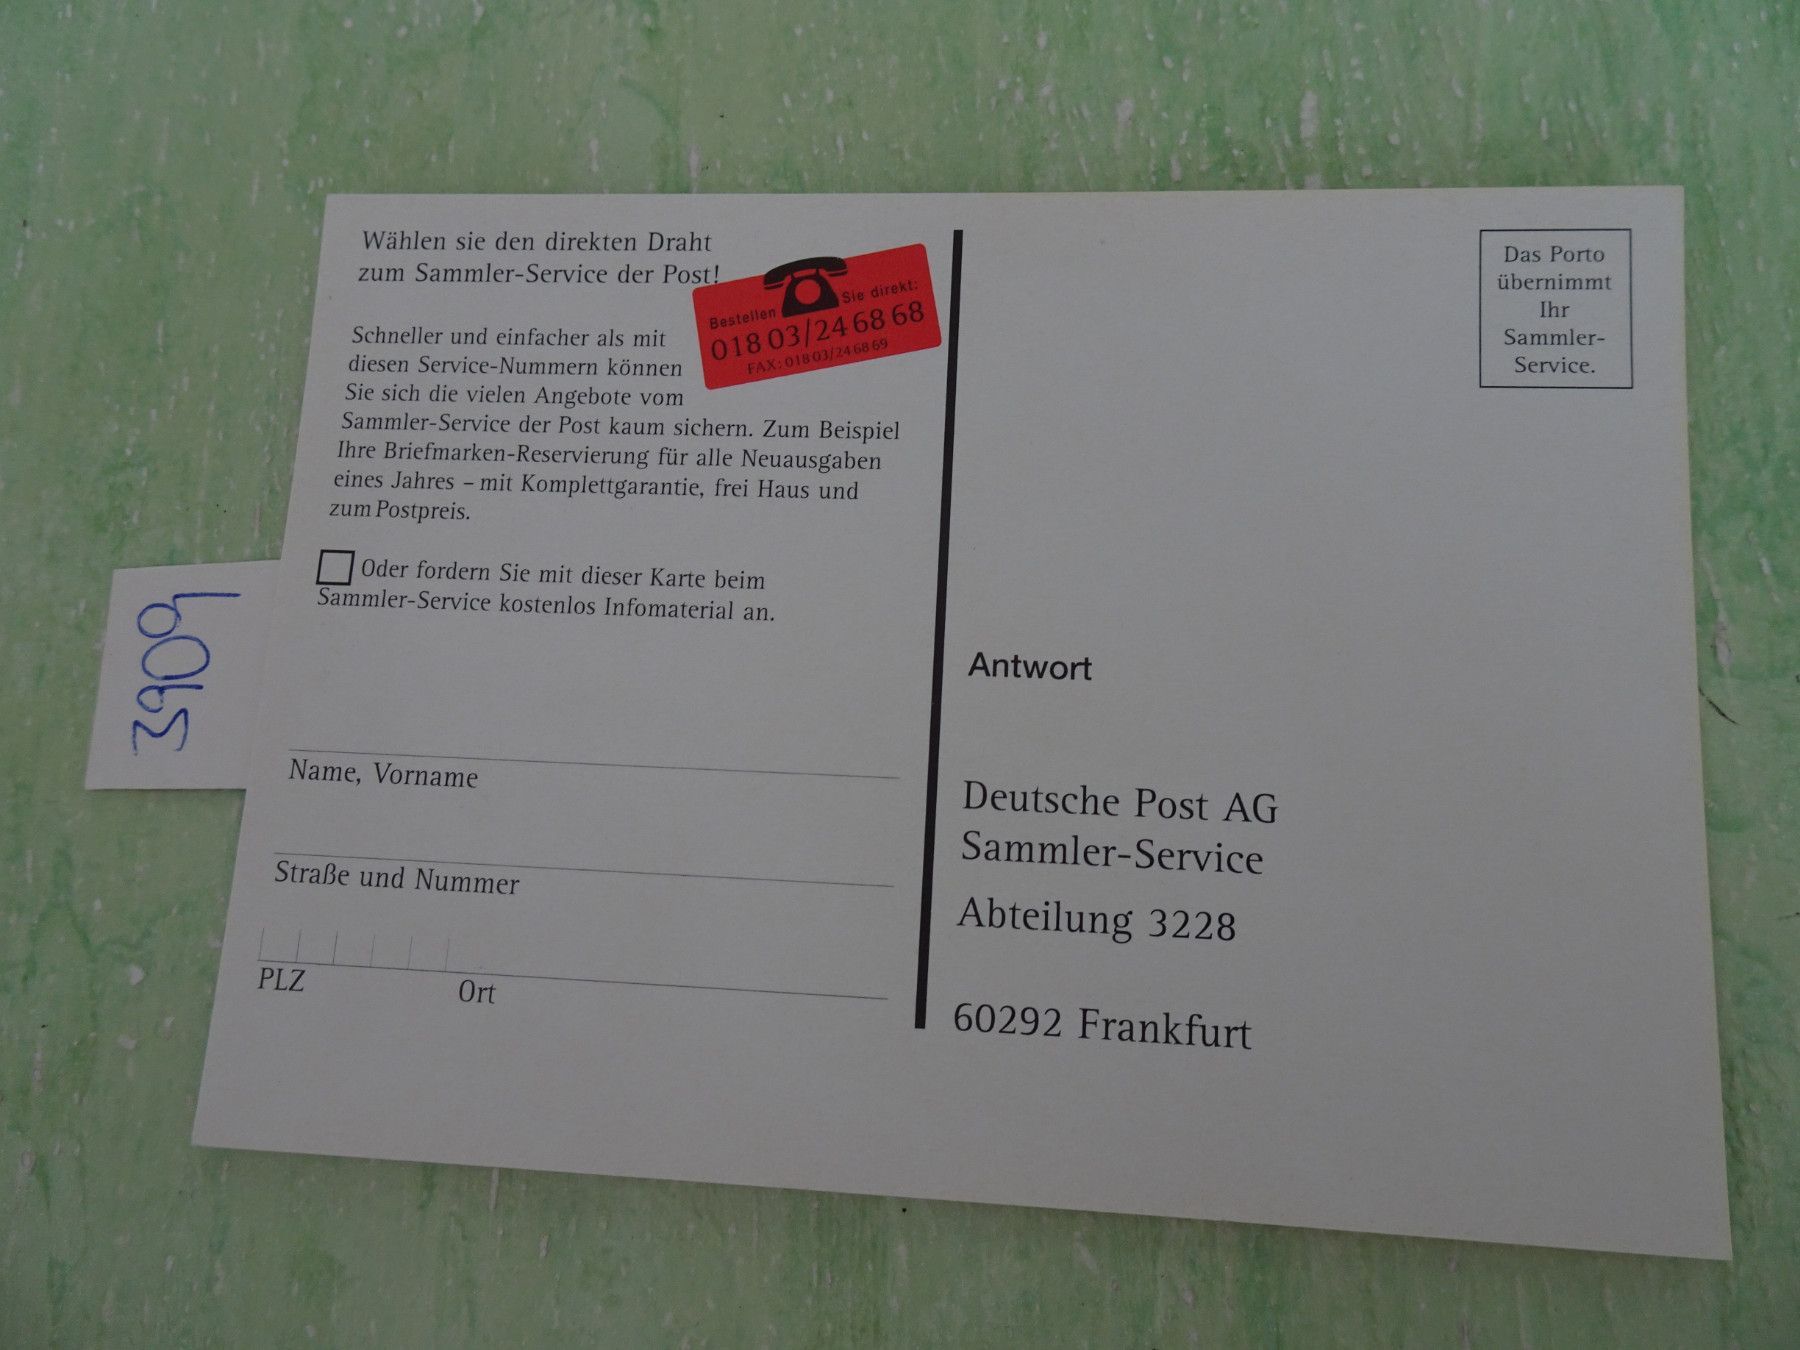 Wählen sie den direkten Draht
zum Sammler-Service der Post!
Bestellen Sie direkt:
018 03/24 68 68
FAX: 018 03/24 68 69
Schneller und einfacher als mit
diesen Service-Nummern können
Sie sich die vielen Angebote vom
Sammler-Service der Post kaum sichern. Zum Beispiel
Ihre Briefmarken-Reservierung für alle Neuausgaben
eines Jahres – mit Komplettgarantie, frei Haus und
zum Postpreis.
Oder fordern Sie mit dieser Karte beim
Sammler-Service kostenlos Infomaterial an.
Name, Vorname
Straße und Nummer
PLZ Ort
Das Porto
übernimmt
Ihr
Sammler-
Service.
Antwort
Deutsche Post AG
Sammler-Service
Abteilung 3228
60292 Frankfurt
3909